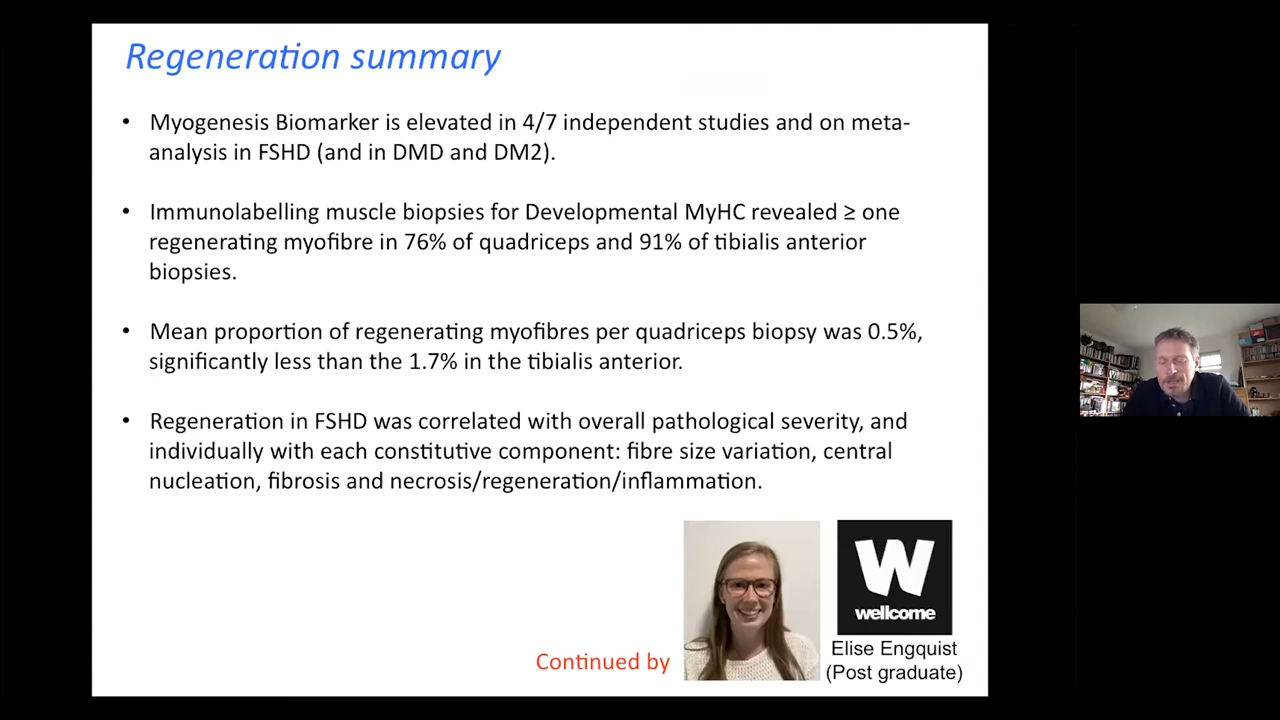 Regeneration summary
• Myogenesis Biomarker is elevated in 4/7 independent studies and on meta-
analysis in FSHD (and in DMD and DM2).
• Immunolabelling muscle biopsies for Developmental MyHC revealed ≥ one
regenerating myofibre in 76% of quadriceps and 91% of tibialis anterior
biopsies.
• Mean proportion of regenerating myofibres per quadriceps biopsy was 0.5%,
significantly less than the 1.7% in the tibialis anterior.
• Regeneration in FSHD was correlated with overall pathological severity, and
individually with each constitutive component: fibre size variation, central
nucleation, fibrosis and necrosis/regeneration/inflammation.
W
wellcome
Continued by
Elise Engquist
(Post graduate)